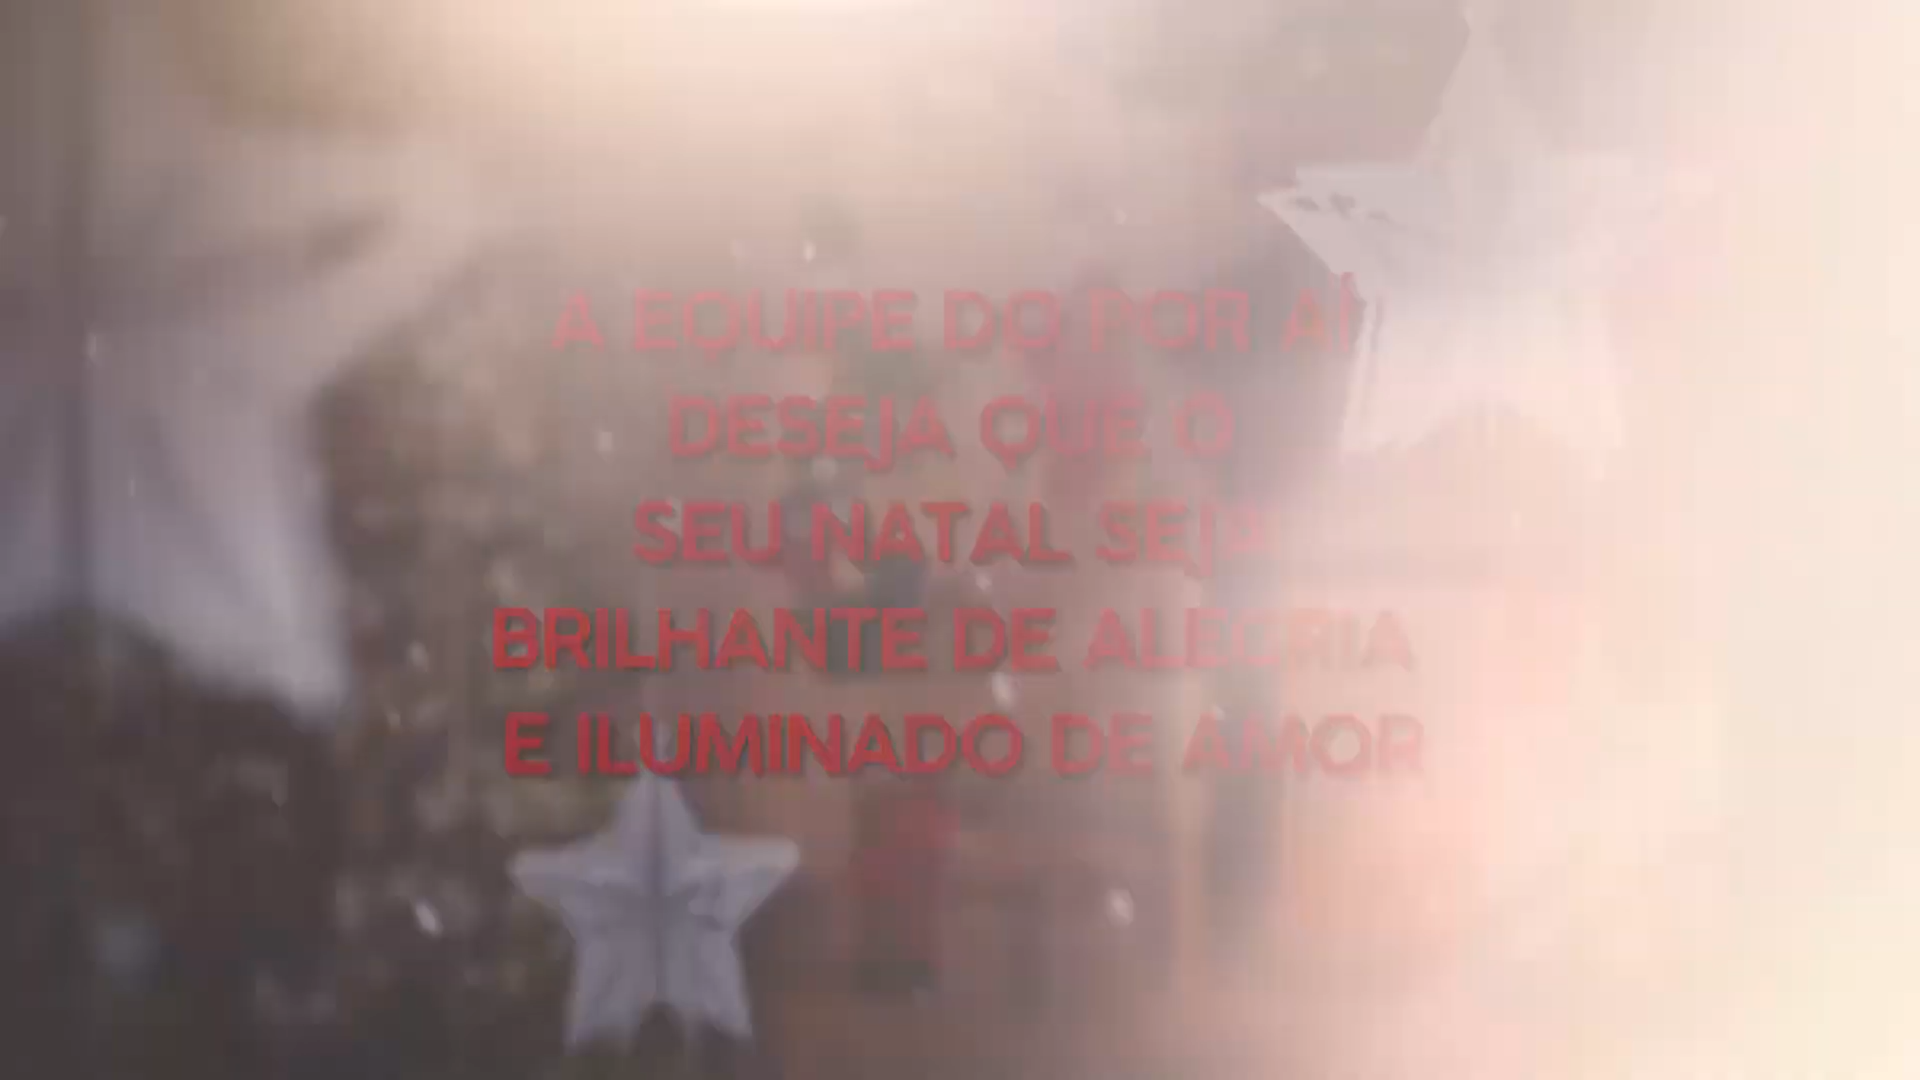 A EQUIPE DO POR AÍ
DESEJA QUE O
SEU NATAL SEJA
BRILHANTE DE ALEGRIA
E ILUMINADO DE AMOR